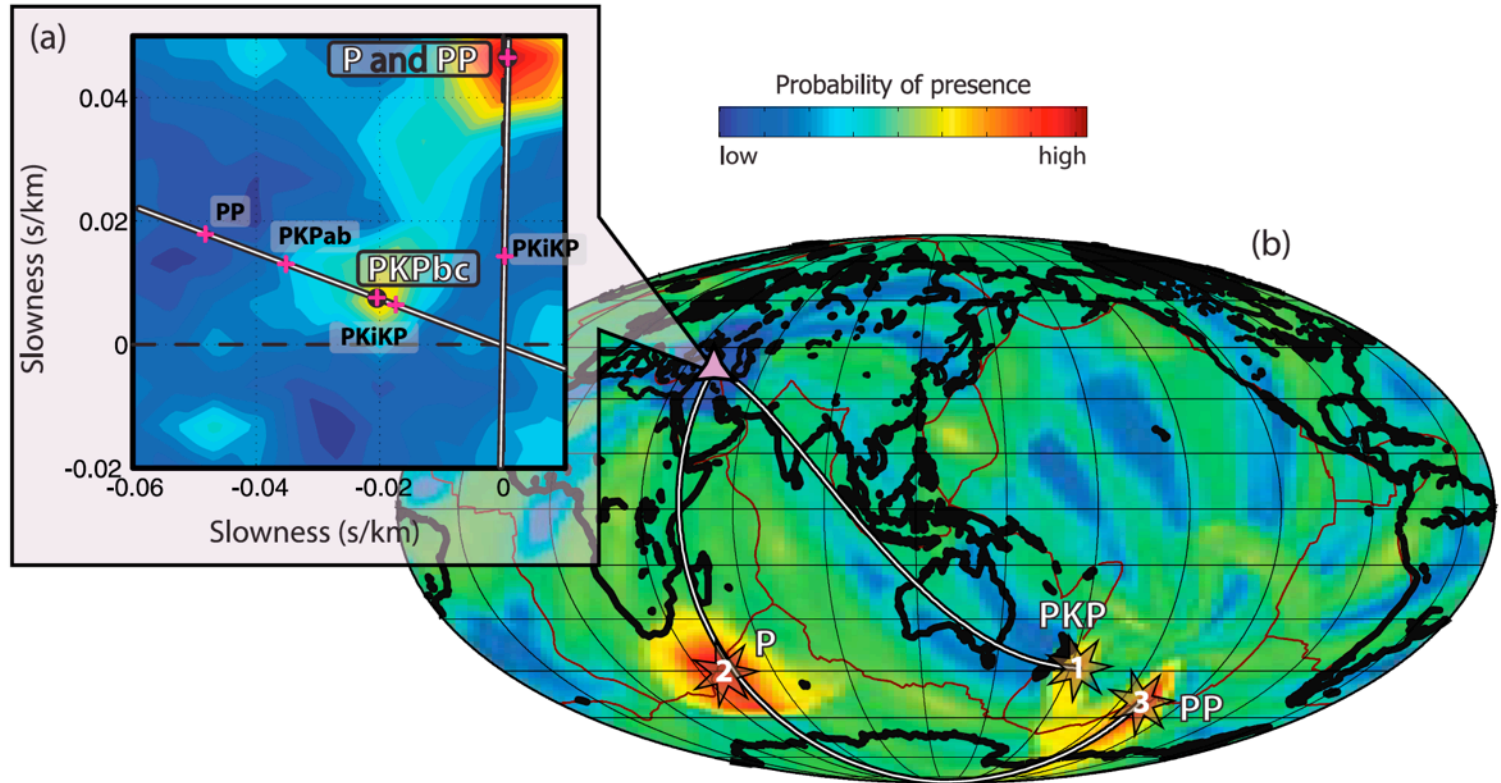 (a)
P and PP
0.04
0.02
0
-0.02
PP
PKPab
PKPbc
PKiKP
PKiKP
-0.06
-0.04
-0.02
0
Slowness (s/km)
Slowness (s/km)
Probability of presence
low
high
(b)
PKP
1
P
2
3
PP